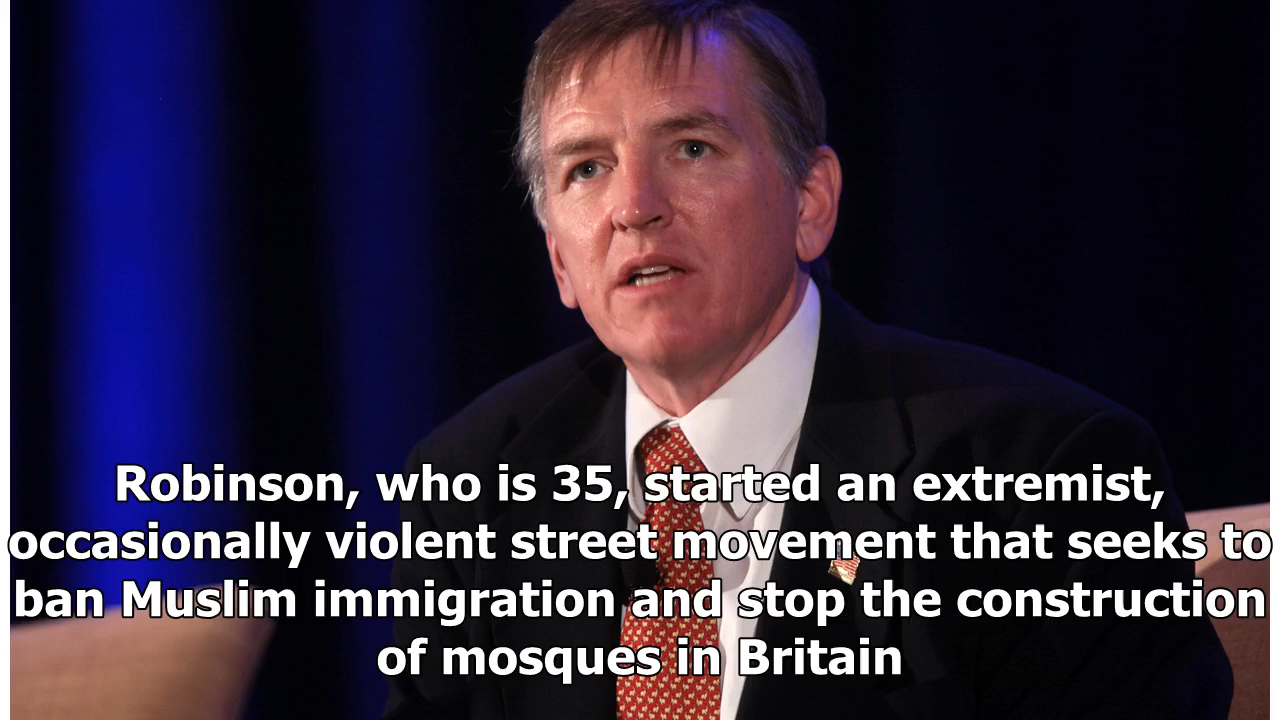 Robinson, who is 35, started an extremist,
occasionally violent street movement that seeks to
ban Muslim immigration and stop the construction
of mosques in Britain